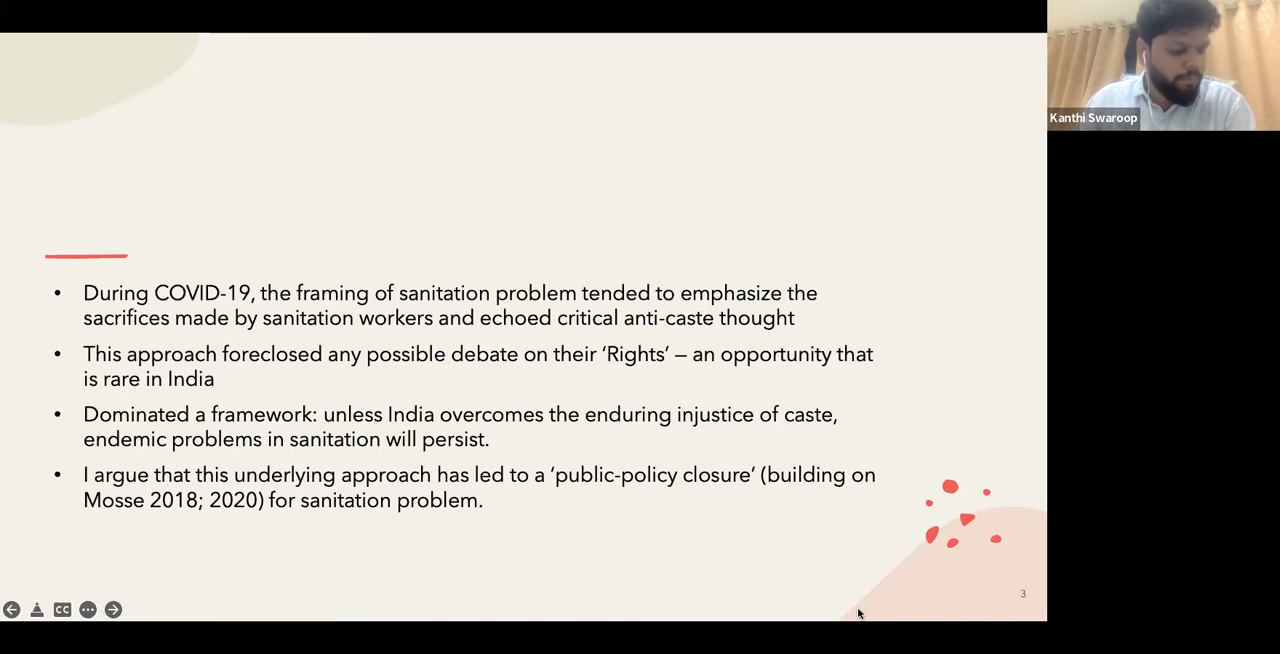 Kanthi Swaroop
• During COVID-19, the framing of sanitation problem tended to emphasize the
sacrifices made by sanitation workers and echoed critical anti-caste thought
• This approach foreclosed any possible debate on their ‘Rights’ – an opportunity that
is rare in India
• Dominated a framework: unless India overcomes the enduring injustice of caste,
endemic problems in sanitation will persist.
• I argue that this underlying approach has led to a ‘public-policy closure’ (building on
Mosse 2018; 2020) for sanitation problem.
3
CC